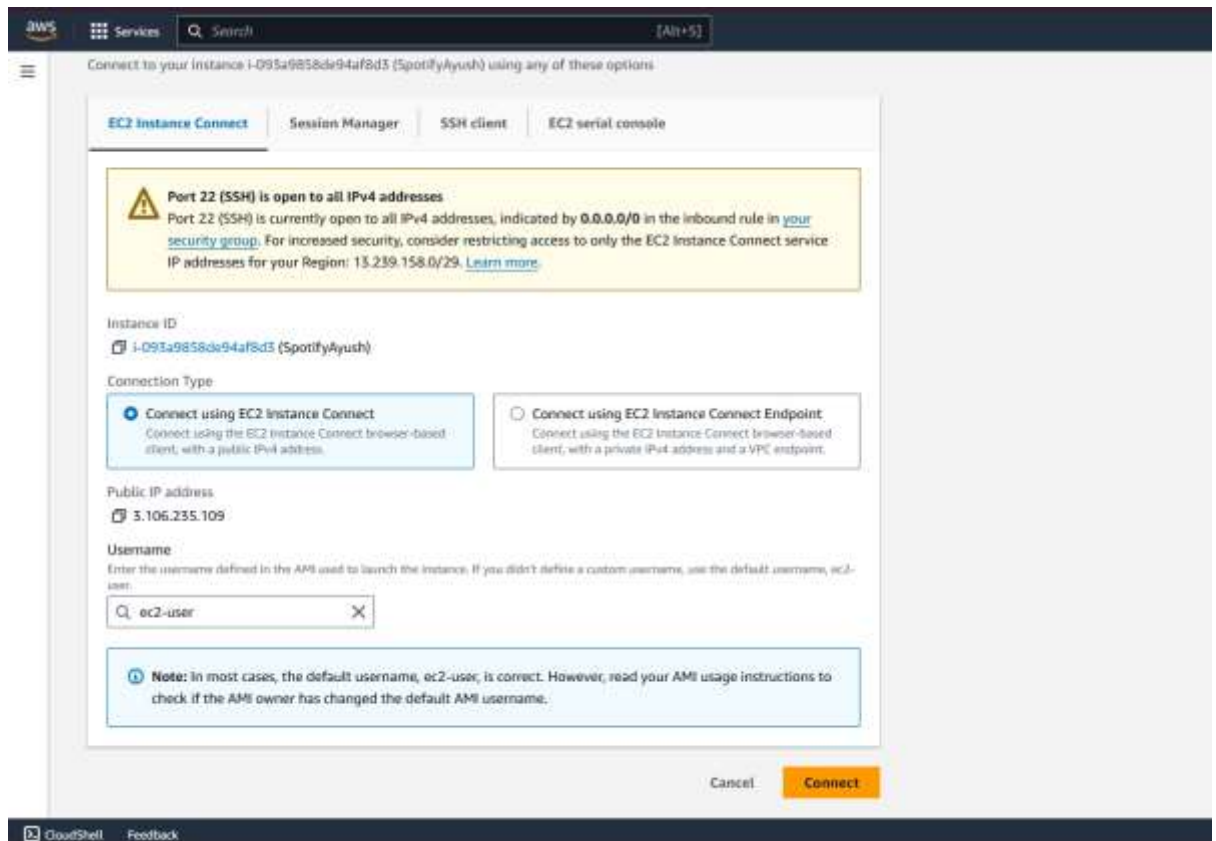 aws
Services
Search
[Alt+S]
Connect to your instance i-093a9858de94af8d3 (SpotifyAyush) using any of these options
EC2 Instance Connect
Session Manager
SSH client
EC2 serial console
Port 22 (SSH) is open to all IPv4 addresses
Port 22 (SSH) is currently open to all IPv4 addresses, indicated by 0.0.0.0/0 in the inbound rule in your
security group. For increased security, consider restricting access to only the EC2 Instance Connect service
IP addresses for your Region: 13.239.158.0/29. Learn more.
Instance ID
i-093a9858de94af8d3 (SpotifyAyush)
Connection Type
Connect using EC2 Instance Connect
Connect using the EC2 Instance Connect browser-based
client, with a public IPv4 address.
Connect using EC2 Instance Connect Endpoint
Connect using the EC2 Instance Connect browser-based
client, with a private IPv4 address and a VPC endpoint.
Public IP address
3.106.235.109
Username
Enter the username defined in the AMI used to launch the instance. If you didn't define a custom username, use the default username, ec2-
user.
ec2-user
Note: In most cases, the default username, ec2-user, is correct. However, read your AMI usage instructions to
check if the AMI owner has changed the default AMI username.
Cancel
Connect
CloudShell
Feedback